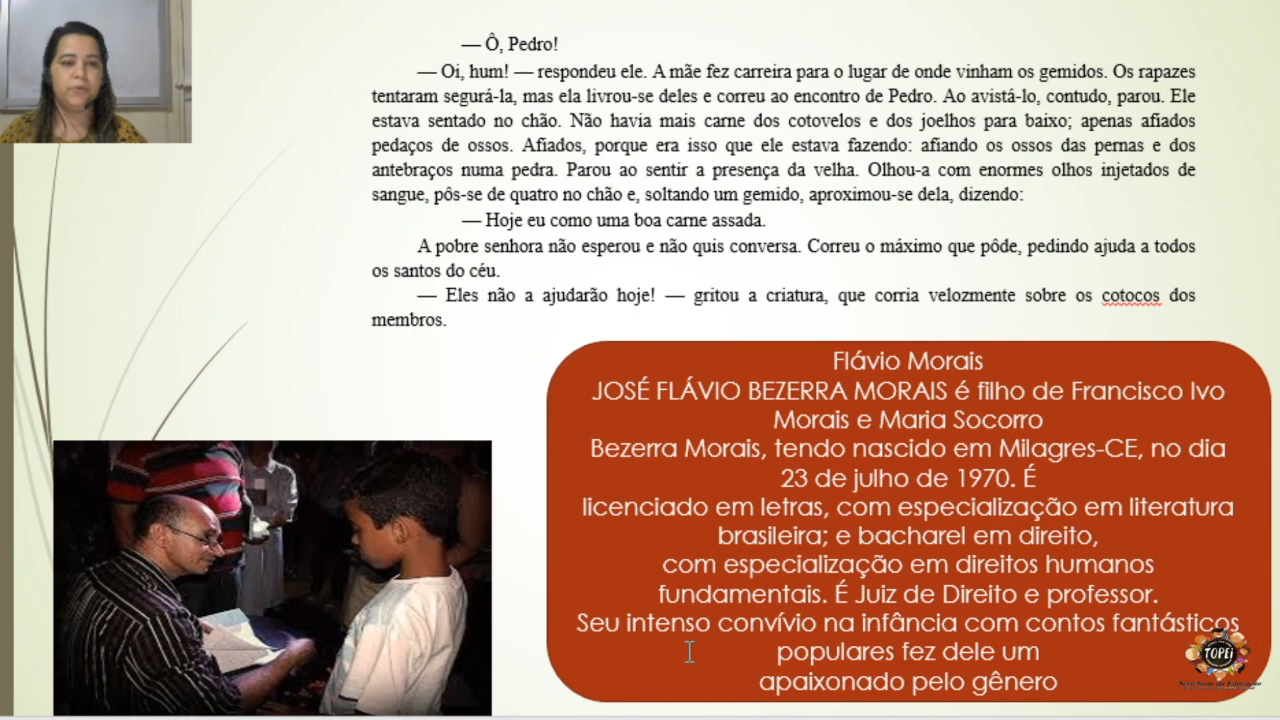 — Ô, Pedro!
— Oi, hum! — respondeu ele. A mãe fez carreira para o lugar de onde vinham os gemidos. Os rapazes
tentaram segurá-la, mas ela livrou-se deles e correu ao encontro de Pedro. Ao avistá-lo, contudo, parou. Ele
estava sentado no chão. Não havia mais carne dos cotovelos e dos joelhos para baixo; apenas afiados
pedaços de ossos. Afiados, porque era isso que ele estava fazendo: afiando os ossos das pernas e dos
antebraços numa pedra. Parou ao sentir a presença da velha. Olhou-a com enormes olhos injetados de
sangue, pôs-se de quatro no chão e, soltando um gemido, aproximou-se dela, dizendo:
— Hoje eu como uma boa carne assada.
A pobre senhora não esperou e não quis conversa. Correu o máximo que pôde, pedindo ajuda a todos
os santos do céu.
— Eles não a ajudarão hoje! — gritou a criatura, que corria velozmente sobre os cotocos dos
membros.
Flávio Morais
JOSÉ FLÁVIO BEZERRA MORAIS é filho de Francisco Ivo
Morais e Maria Socorro
Bezerra Morais, tendo nascido em Milagres-CE, no dia
23 de julho de 1970. É
licenciado em letras, com especialização em literatura
brasileira; e bacharel em direito,
com especialização em direitos humanos
fundamentais. É Juiz de Direito e professor.
Seu intenso convívio na infância com contos fantásticos
populares fez dele um
apaixonado pelo gênero
TOPEi
Secretaria da Educação